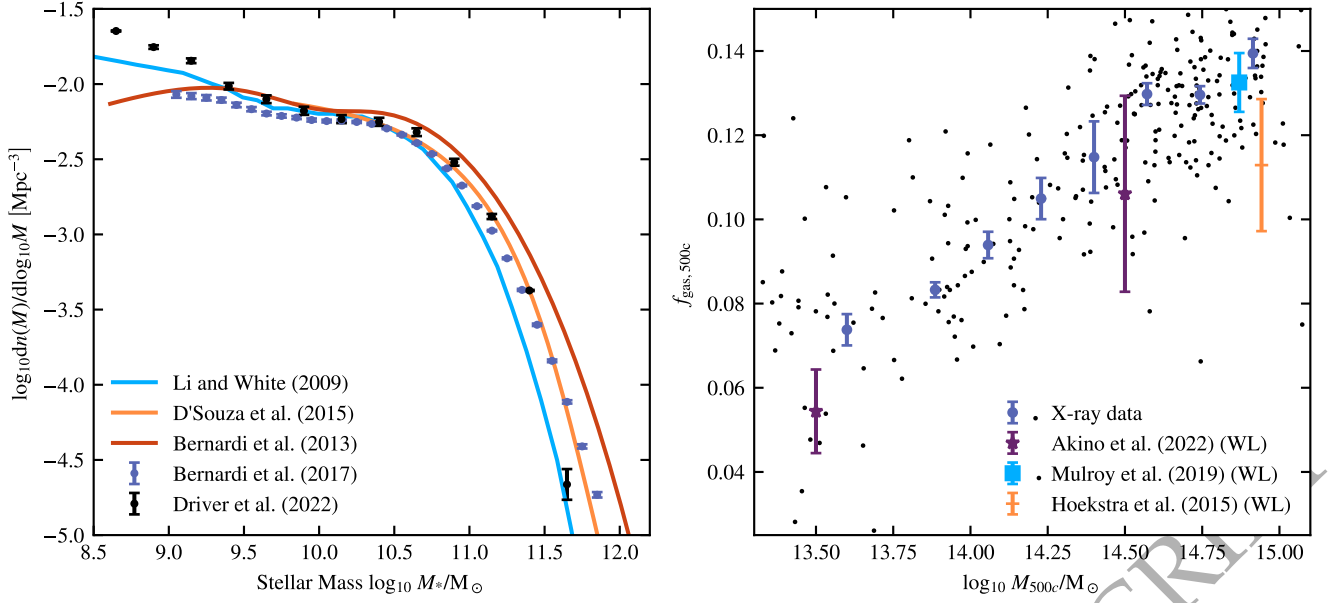 −1.5
−2.0
−2.5
−3.0
−3.5
−4.0
−4.5
−5.0
log₁₀dn(M)/dlog₁₀M [Mpc⁻³]
Li and White (2009)
D'Souza et al. (2015)
Bernardi et al. (2013)
Bernardi et al. (2017)
Driver et al. (2022)
8.5 9.0 9.5 10.0 10.5 11.0 11.5 12.0
Stellar Mass log₁₀ M*/M⊙
0.14
0.12
0.10
0.08
0.06
0.04
f gas, 500c
X-ray data
Akino et al. (2022) (WL)
Mulroy et al. (2019) (WL)
Hoekstra et al. (2015) (WL)
13.50 13.75 14.00 14.25 14.50 14.75 15.00
log₁₀ M₅₀₀c/M⊙